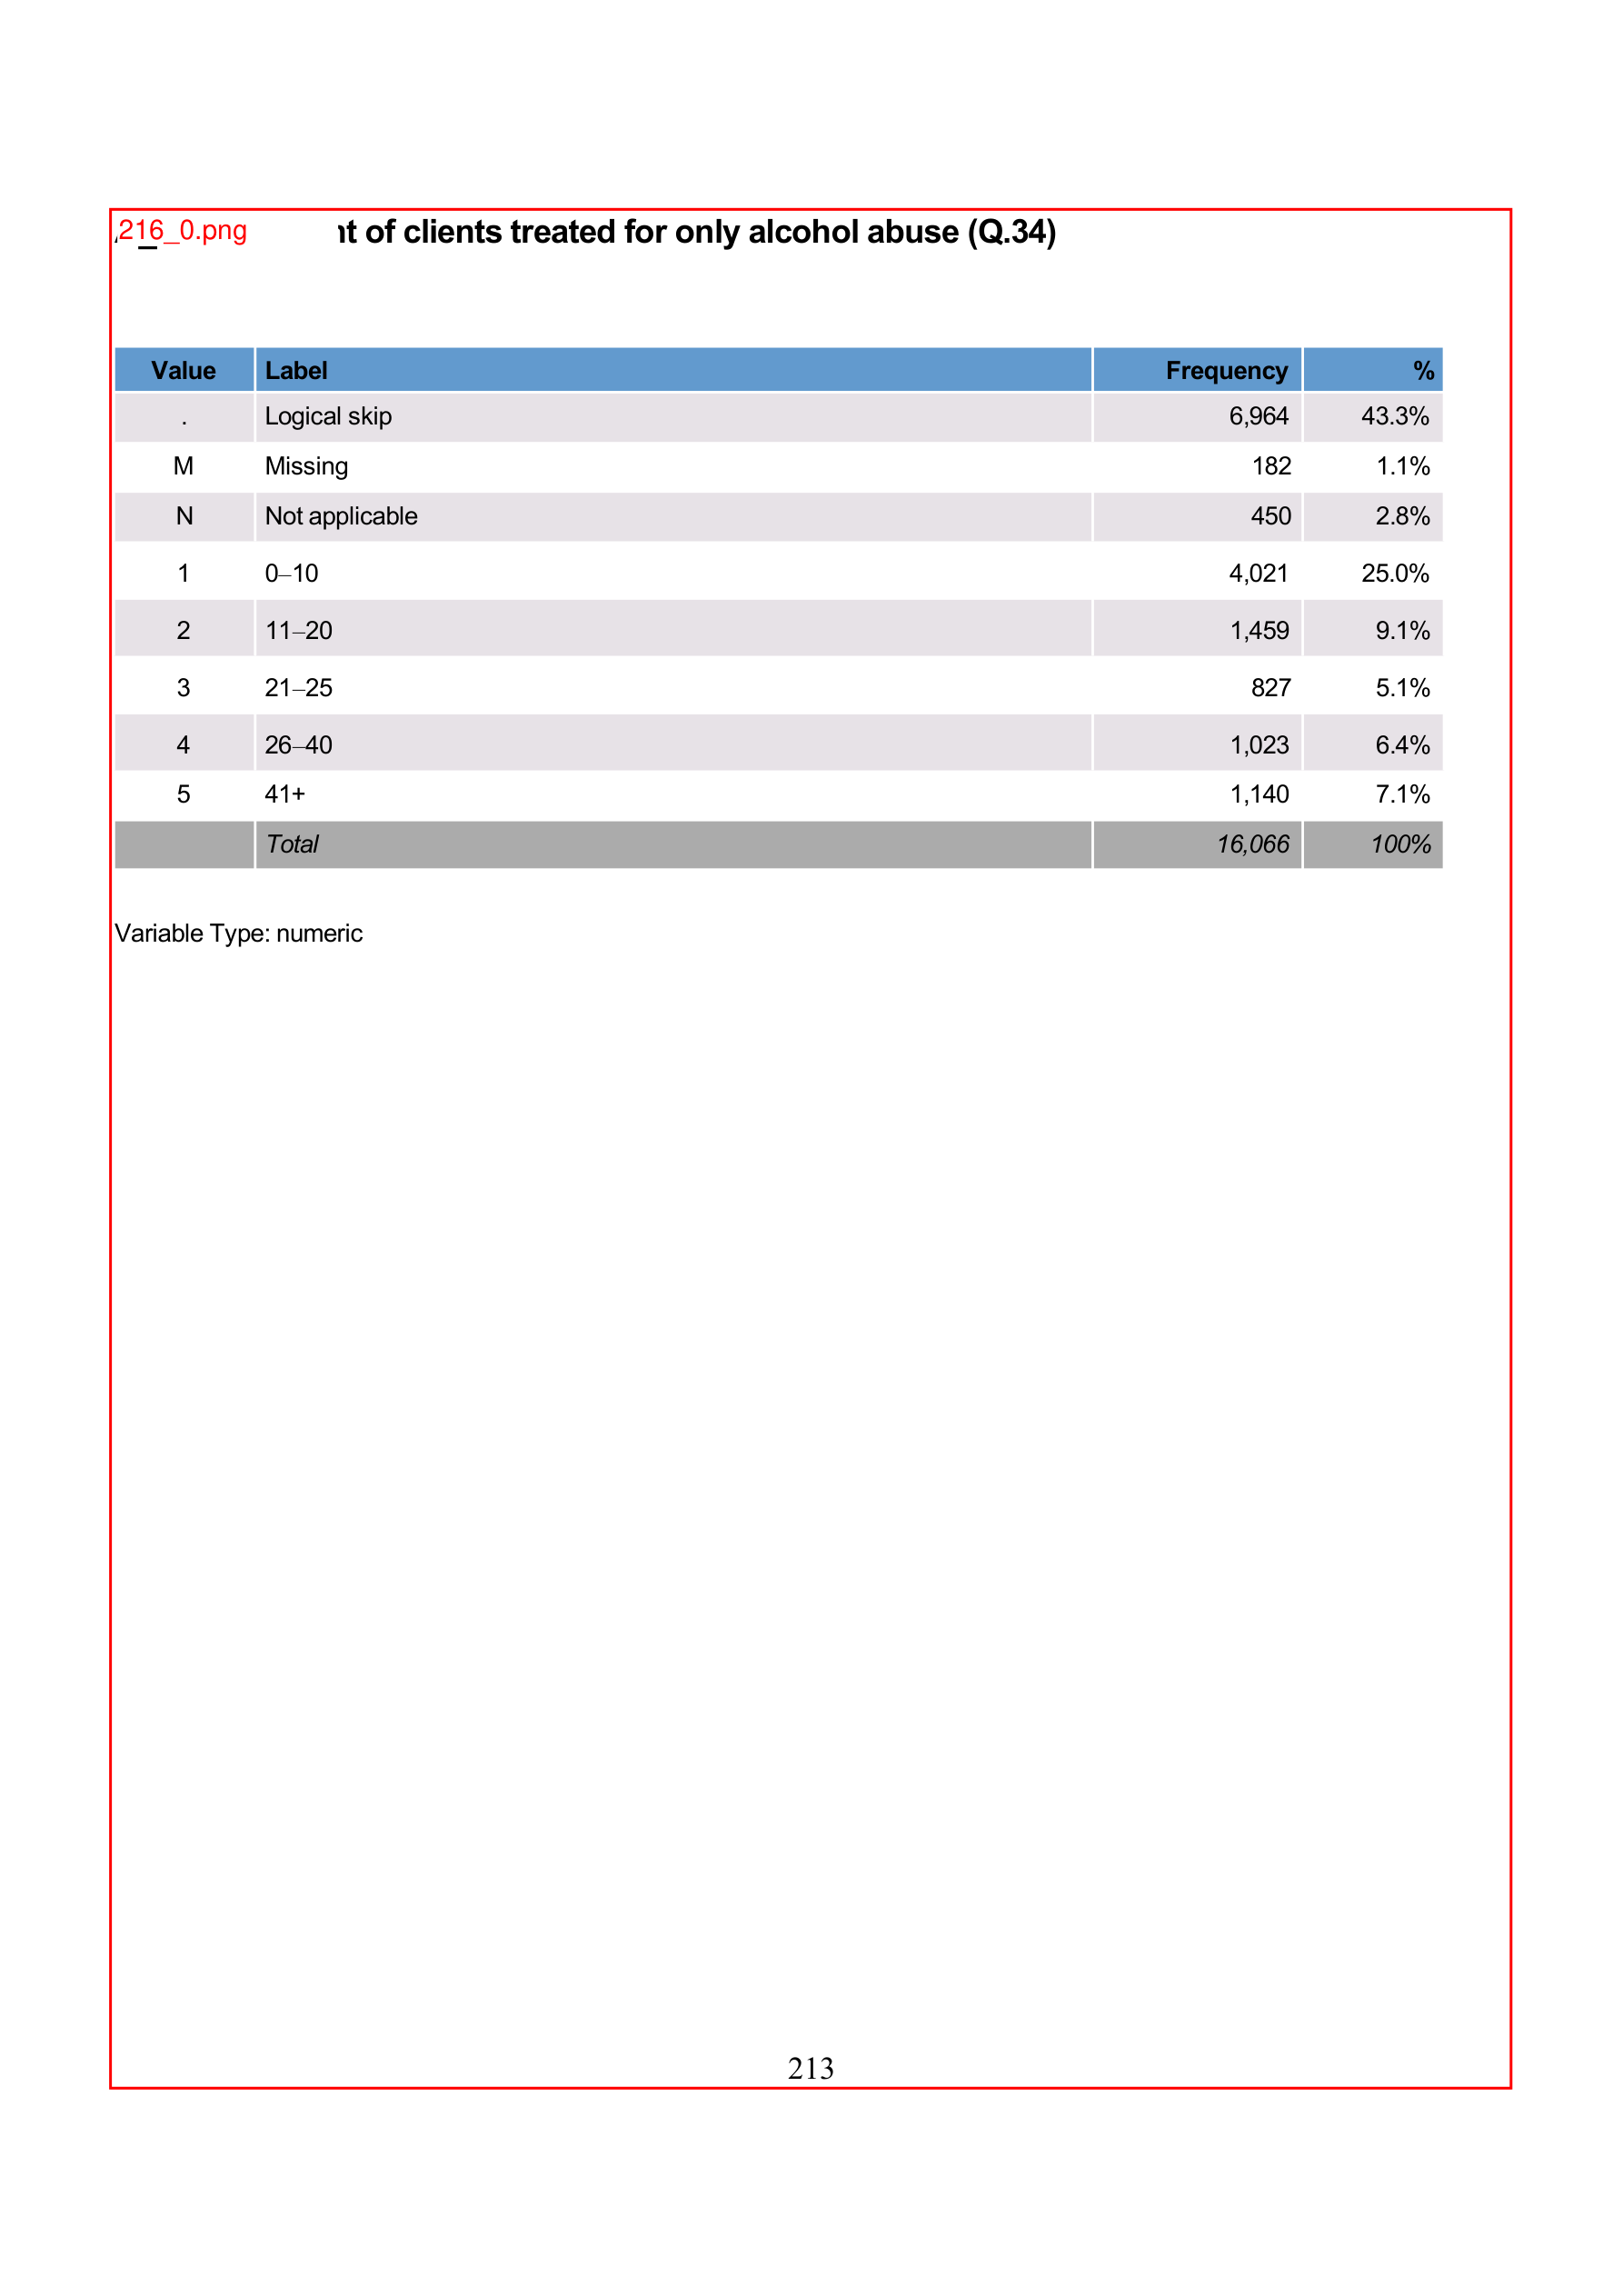 216_0.png
of clients treated for only alcohol abuse (Q.34)
Value Label Frequency %
. Logical skip 6,964 43.3%
M Missing 182 1.1%
N Not applicable 450 2.8%
1 0–10 4,021 25.0%
2 11–20 1,459 9.1%
3 21–25 827 5.1%
4 26–40 1,023 6.4%
5 41+ 1,140 7.1%
Total 16,066 100%
Variable Type: numeric
213